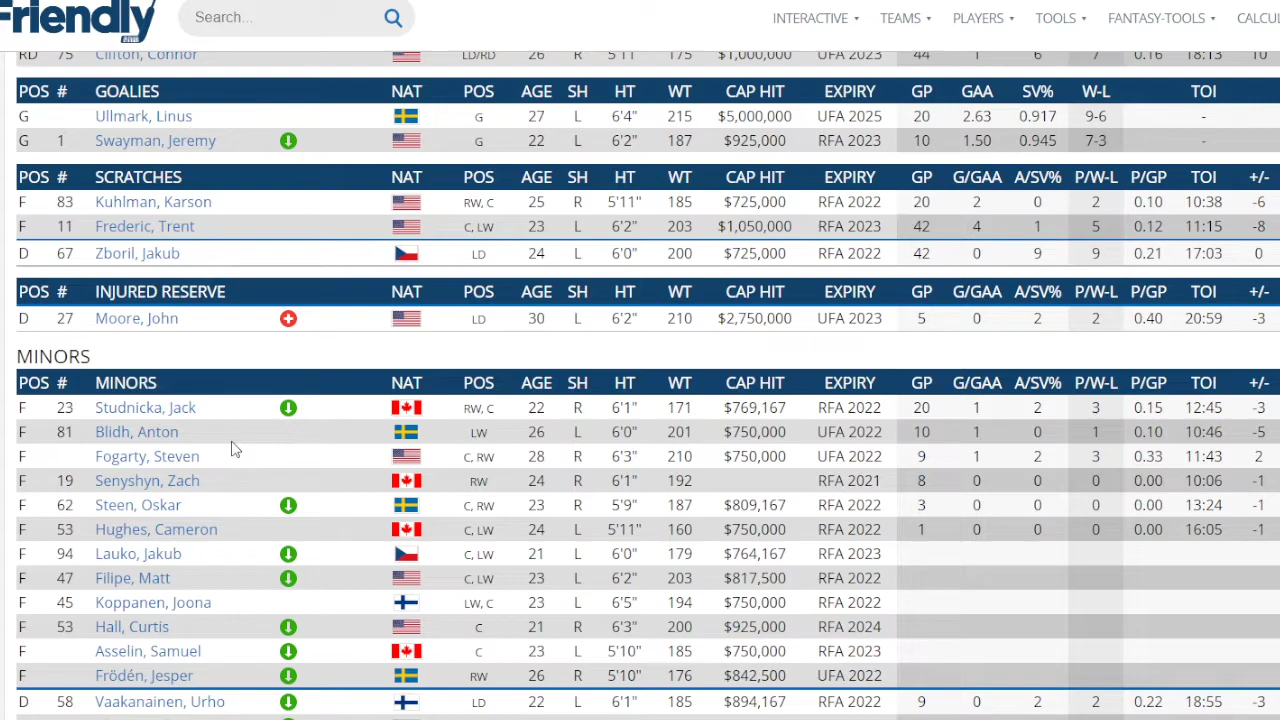 Friendly
Search...
INTERACTIVE TEAMS PLAYERS TOOLS FANTASY-TOOLS CALCU
RD 75 Clifton, Connor LD/RD 26 R 5'11" 175 $1,000,000 UFA 2023 44 1 6 7 0.16 18:13 10
POS # GOALIES NAT POS AGE SH HT WT CAP HIT EXPIRY GP GAA SV% W-L TOI
G Ullmark, Linus G 27 L 6'4" 215 $5,000,000 UFA 2025 20 2.63 0.917 9-6 -
G 1 Swayman, Jeremy G 22 L 6'2" 187 $925,000 RFA 2023 10 1.50 0.945 7-3 -
POS # SCRATCHES NAT POS AGE SH HT WT CAP HIT EXPIRY GP G/GAA A/SV% P/W-L P/GP TOI +/-
F 83 Kuhlman, Karson RW, C 25 R 5'11" 185 $725,000 RFA 2022 20 2 0 2 0.10 10:38
F 11 Frederic, Trent C, LW 23 L 6'2" 203 $1,050,000 RFA 2023 42 4 1 5 0.12 11:15 -8
D 67 Zboril, Jakub LD 24 L 6'0" 200 $725,000 RFA 2022 42 0 9 9 0.21 17:03 0
POS # INJURED RESERVE NAT POS AGE SH HT WT CAP HIT EXPIRY GP G/GAA A/SV% P/W-L P/GP TOI +/-
D 27 Moore, John LD 30 L 6'2" 210 $2,750,000 UFA 2023 5 0 2 2 0.40 20:59 -3
MINORS
POS # MINORS NAT POS AGE SH HT WT CAP HIT EXPIRY GP G/GAA A/SV% P/W-L P/GP TOI +/-
F 23 Studnicka, Jack RW, C 22 R 6'1" 171 $769,167 RFA 2022 20 1 2 3 0.15 12:45 -3
F 81 Blidh, Anton LW 26 L 6'0" 201 $750,000 UFA 2022 10 1 0 1 0.10 10:46 -5
F Fogarty, Steven C, RW 28 R 6'3" 210 $750,000 UFA 2022 9 1 2 3 0.33 11:43 2
F 19 Senyshyn, Zach RW 24 R 6'1" 192 RFA 2021 8 0 0 0 0.00 10:06 -1
F 62 Steen, Oskar C, RW 23 R 5'9" 187 $809,167 RFA 2022 3 0 0 0 0.00 13:24 -1
F 53 Hughes, Cameron C, LW 24 L 5'11" 160 $750,000 RFA 2022 1 0 0 0 0.00 16:05 -1
F 94 Lauko, Jakub C, LW 21 L 6'0" 179 $764,167 RFA 2023
F 47 Filipe, Matt C, LW 23 L 6'2" 203 $817,500 RFA 2022
F 45 Koppanen, Joona LW, C 23 L 6'5" 194 $750,000 RFA 2022
F 53 Hall, Curtis C 21 R 6'3" 200 $925,000 RFA 2024
F Asselin, Samuel C 23 L 5'10" 185 $750,000 RFA 2023
F Frödén, Jesper RW 26 R 5'10" 176 $842,500 UFA 2022
D 58 Vaakanainen, Urho LD 22 L 6'1" 185 $894,167 RFA 2022 9 0 2 2 0.22 18:55 -3